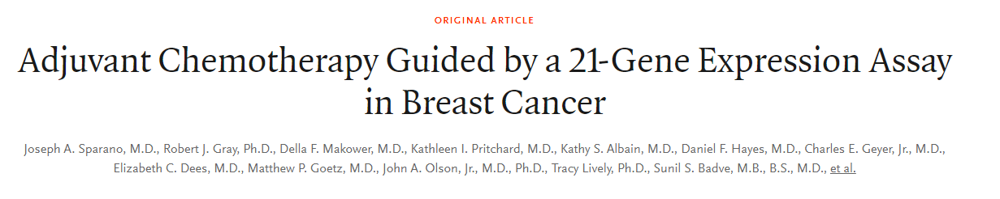 ORIGINAL ARTICLE
Adjuvant Chemotherapy Guided by a 21-Gene Expression Assay
in Breast Cancer
Joseph A. Sparano, M.D., Robert J. Gray, Ph.D., Della F. Makower, M.D., Kathleen I. Pritchard, M.D., Kathy S. Albain, M.D., Daniel F. Hayes, M.D., Charles E. Geyer, Jr., M.D.,
Elizabeth C. Dees, M.D., Matthew P. Goetz, M.D., John A. Olson, Jr., M.D., Ph.D., Tracy Lively, Ph.D., Sunil S. Badve, M.B., B.S., M.D., et al.